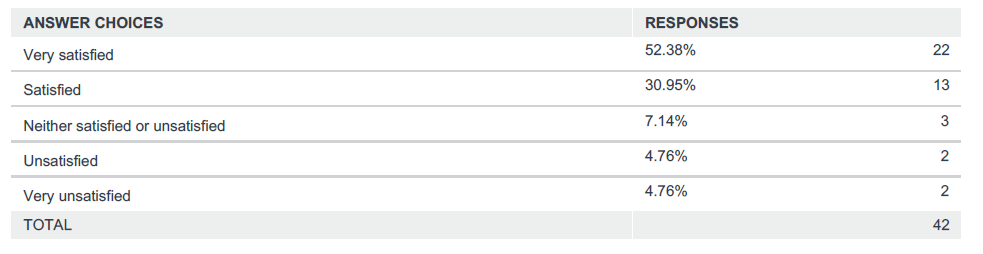 ANSWER CHOICES RESPONSES
Very satisfied 52.38% 22
Satisfied 30.95% 13
Neither satisfied or unsatisfied 7.14% 3
Unsatisfied 4.76% 2
Very unsatisfied 4.76% 2
TOTAL 42